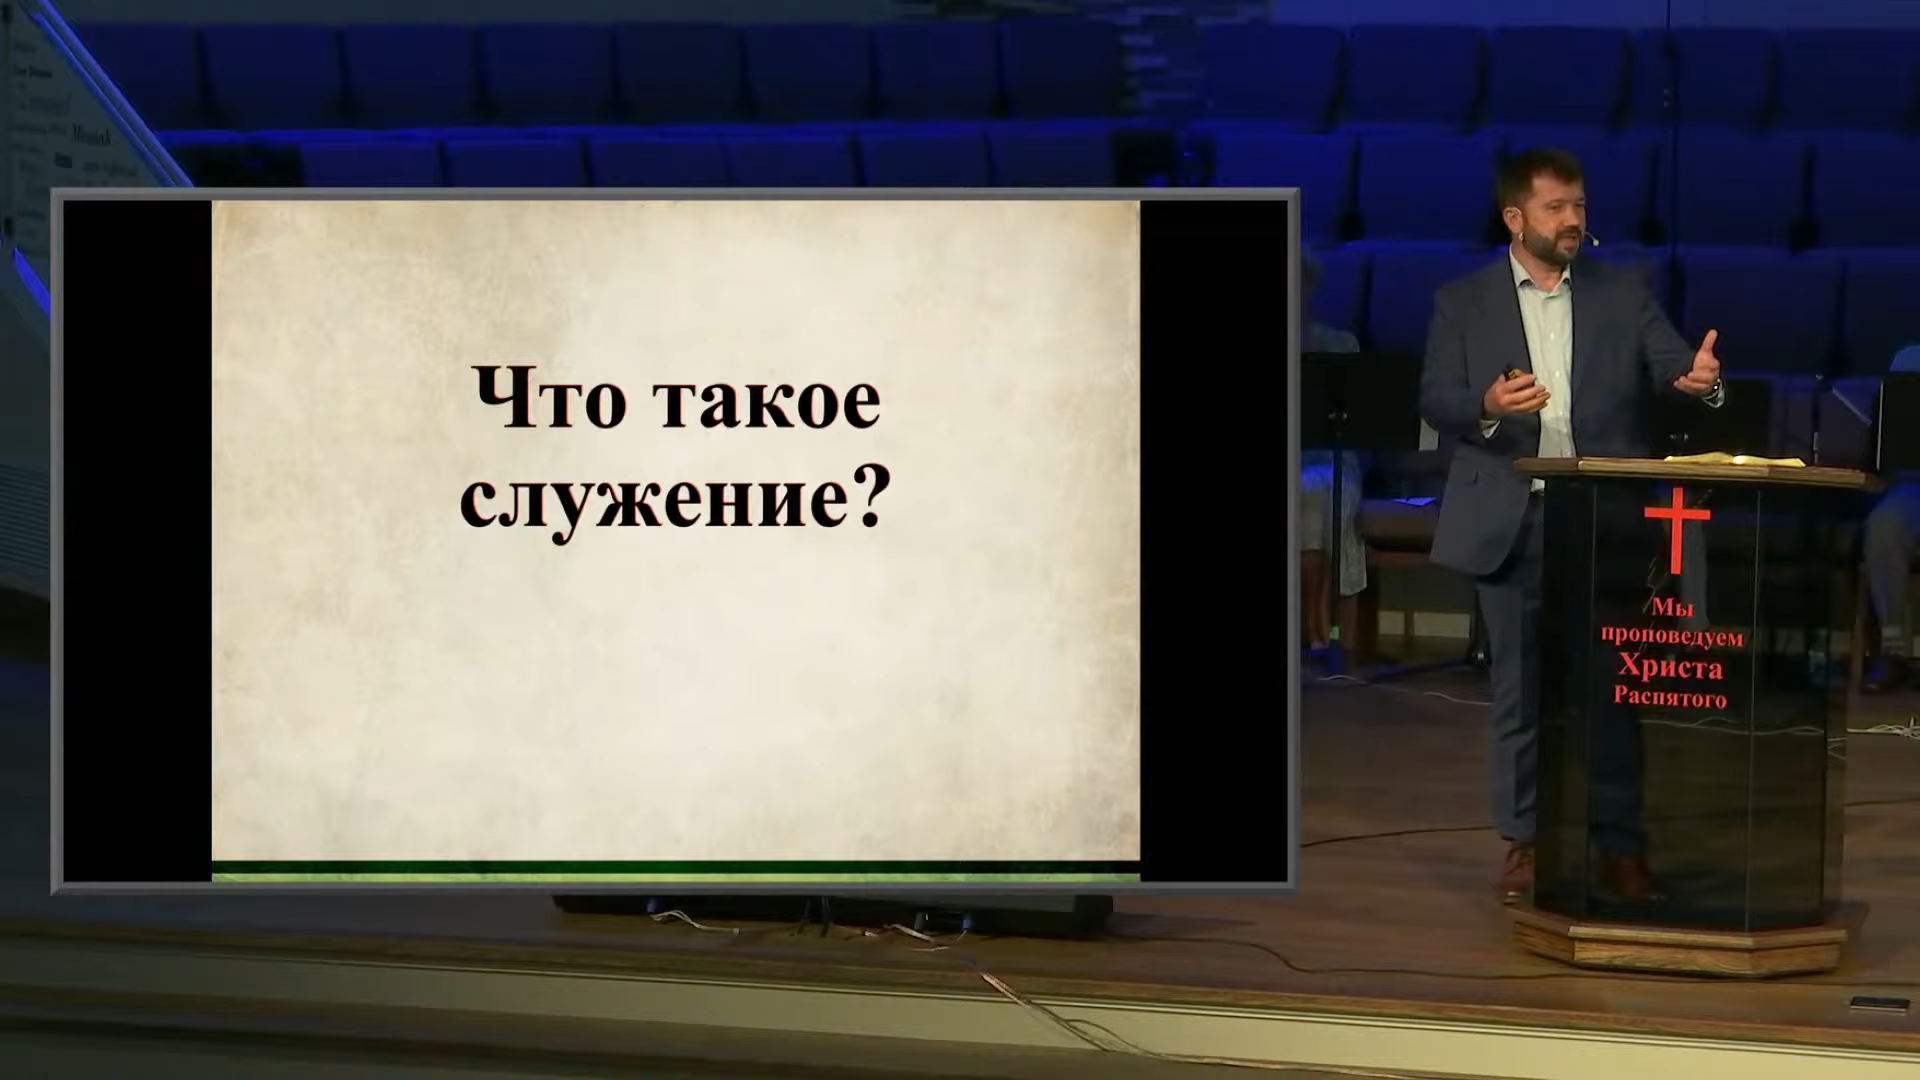 Что такое
служение?
Мы
проповедуем
Христа
Распятого